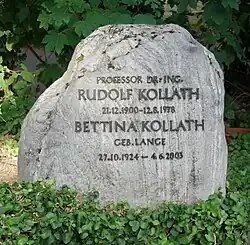 PROFESSOR DR. ING.
RUDOLF KOLLATH
21.12.1900–12.8.1978
BETTINA KOLLATH
GEB. LANGE
27.10.1924 – 4.6.2003